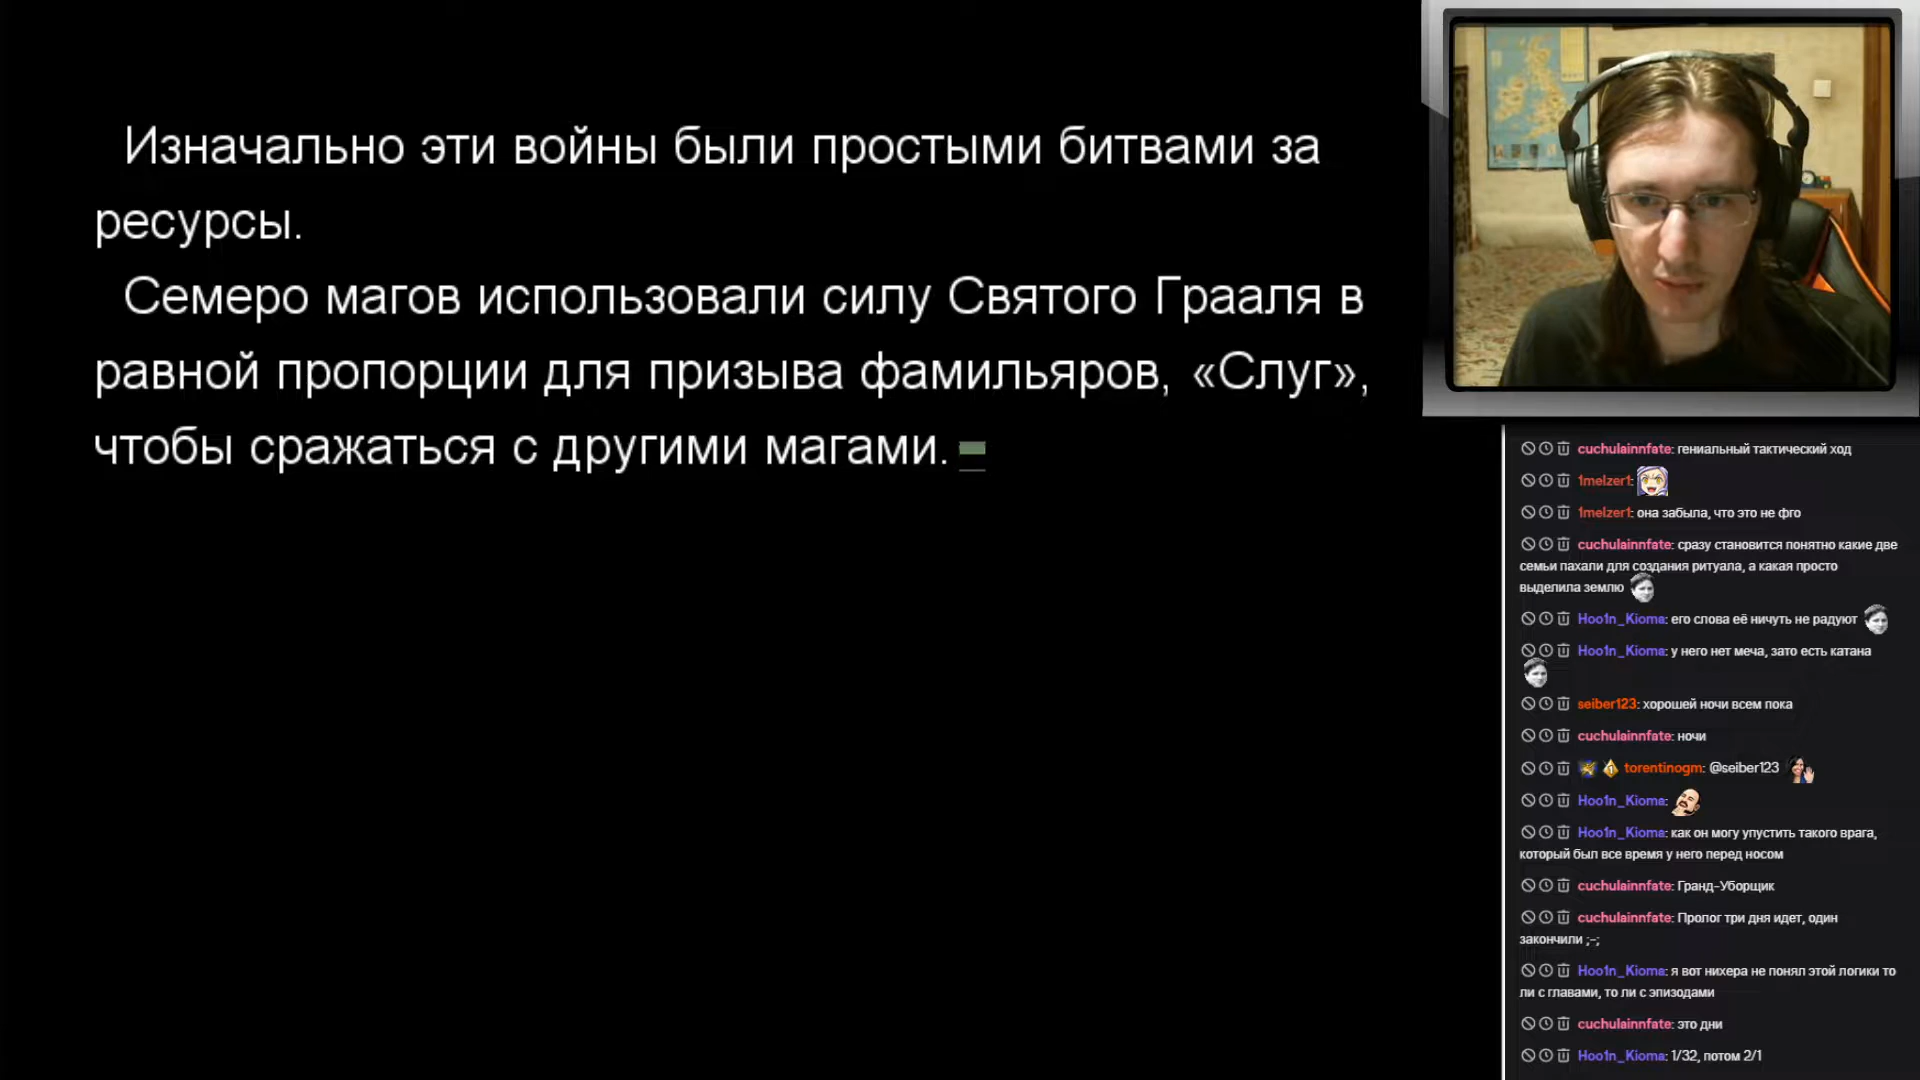 Изначально эти войны были простыми битвами за
ресурсы.
Семеро магов использовали силу Святого Грааля в
равной пропорции для призыва фамильяров, «Слуг»,
чтобы сражаться с другими магами.
cuchulainnfate: гениальный тактический ход
1melzer1:
1melzer1: она забыла, что это не фго
cuchulainnfate: сразу становится понятно какие две
семьи пахали для создания ритуала, а какая просто
выделила землю
Hoo1n_Kioma: его слова её ничуть не радуют
Hoo1n_Kioma: у него нет меча, зато есть катана
seiber123: хорошей ночи всем пока
cuchulainnfate: ночи
torentinogm: @seiber123
Hoo1n_Kioma:
Hoo1n_Kioma: как он могу упустить такого врага,
который был все время у него перед носом
cuchulainnfate: Гранд-Уборщик
cuchulainnfate: Пролог три дня идет, один
закончили ;-;
Hoo1n_Kioma: я вот нихера не понял этой логики то
ли с главами, то ли с эпизодами
cuchulainnfate: это дни
Hoo1n_Kioma: 1/32, потом 2/1